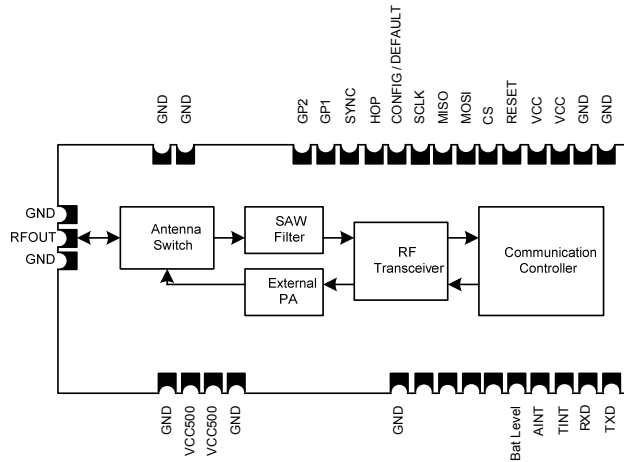 GND
GND
GP2
GP1
SYNC
HOP
CONFIG / DEFAULT
SCLK
MISO
MOSI
CS
RESET
VCC
VCC
GND
GND
GND
RFOUT
GND
Antenna
Switch
SAW
Filter
External
PA
RF
Transceiver
Communication
Controller
GND
VCC500
VCC500
GND
GND
Bat Level
AINT
TINT
RXD
TXD